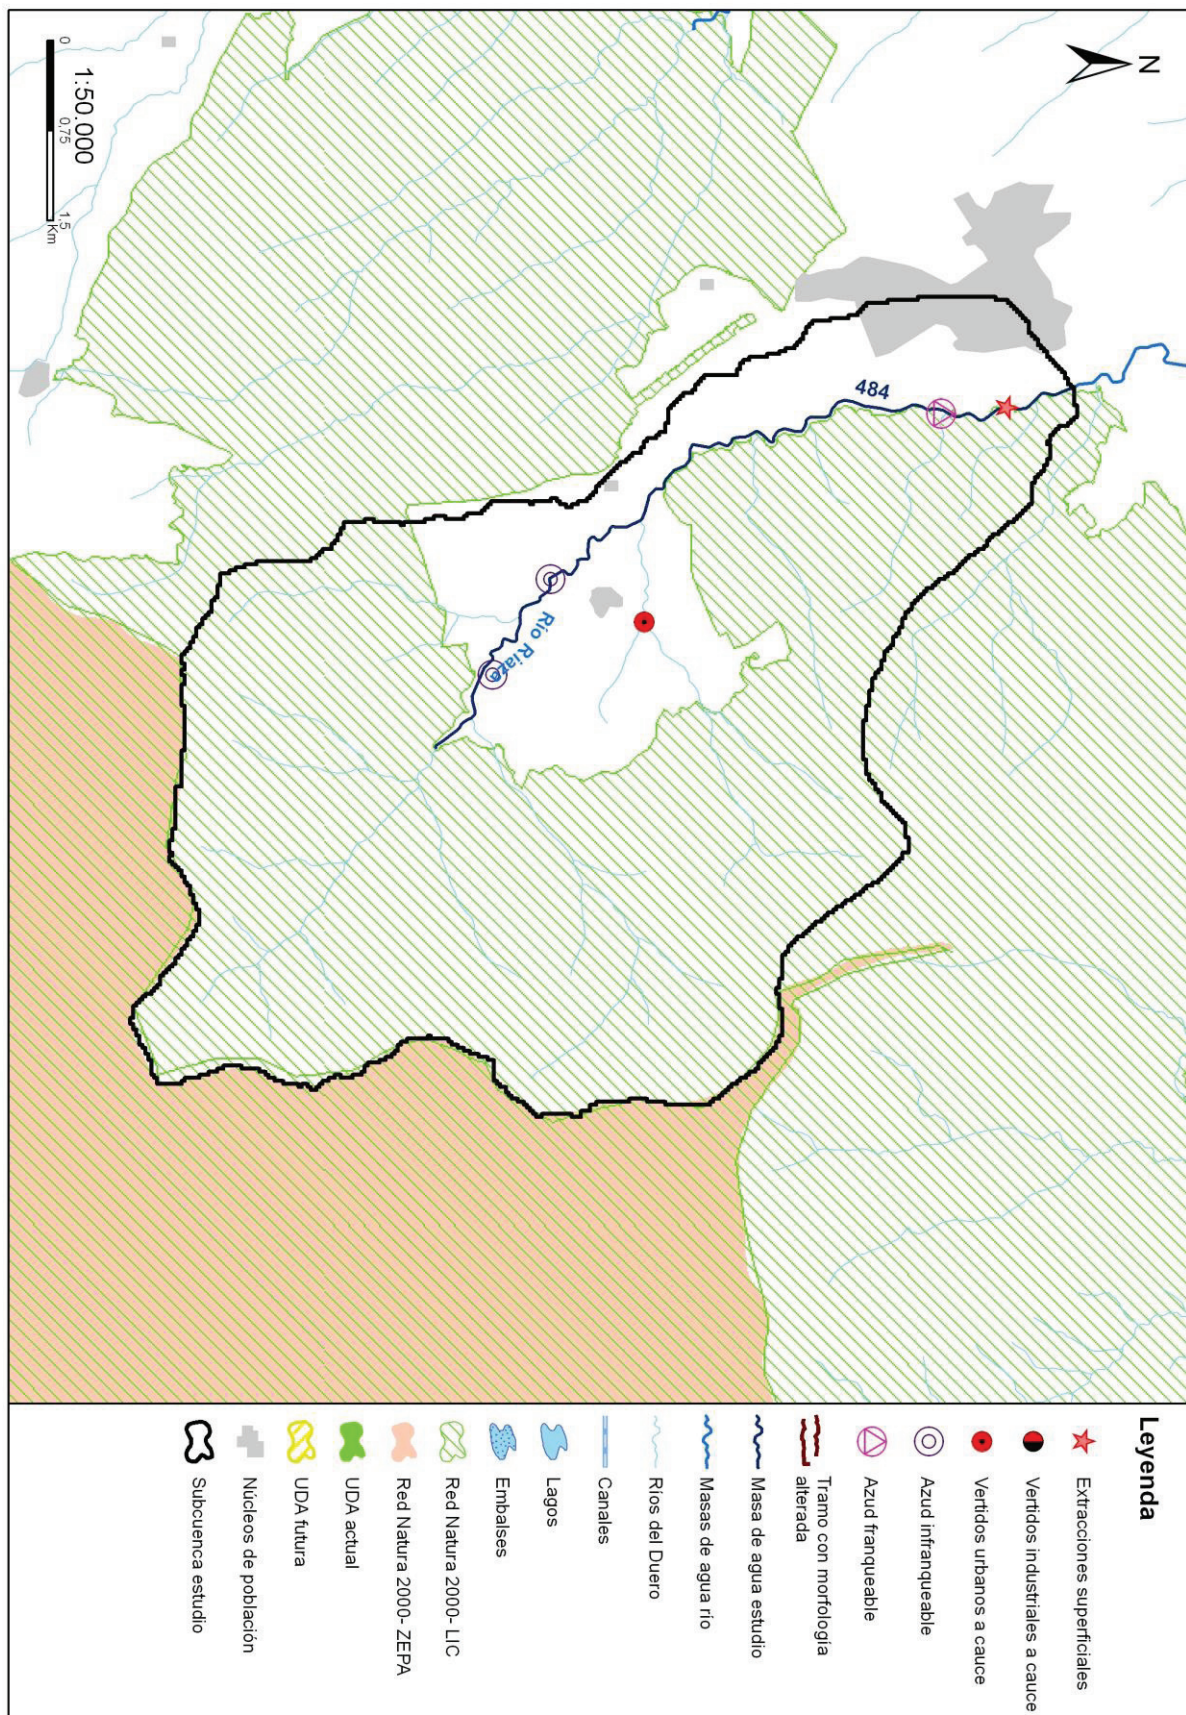 N
1:50.000
0
0,75
1,5
Km
484
Río Riaza
Leyenda
Extracciones superficiales
Vertidos industriales a cauce
Vertidos urbanos a cauce
Azud infranqueable
Azud franqueable
Tramo con morfología
alterada
Masa de agua estudio
Masas de agua río
Ríos del Duero
Canales
Lagos
Embalses
Red Natura 2000- LIC
Red Natura 2000- ZEPA
UDA actual
UDA futura
Núcleos de población
Subcuenca estudio